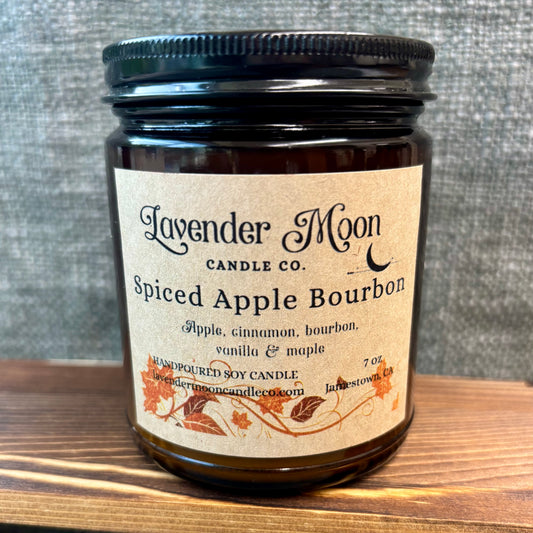 Lavender Moon
CANDLE CO.
Spiced Apple Bourbon
Apple, cinnamon, bourbon,
vanilla & maple
HANDPOURED SOY CANDLE 7 oz
lavendermooncandleco.com Jamestown, CA